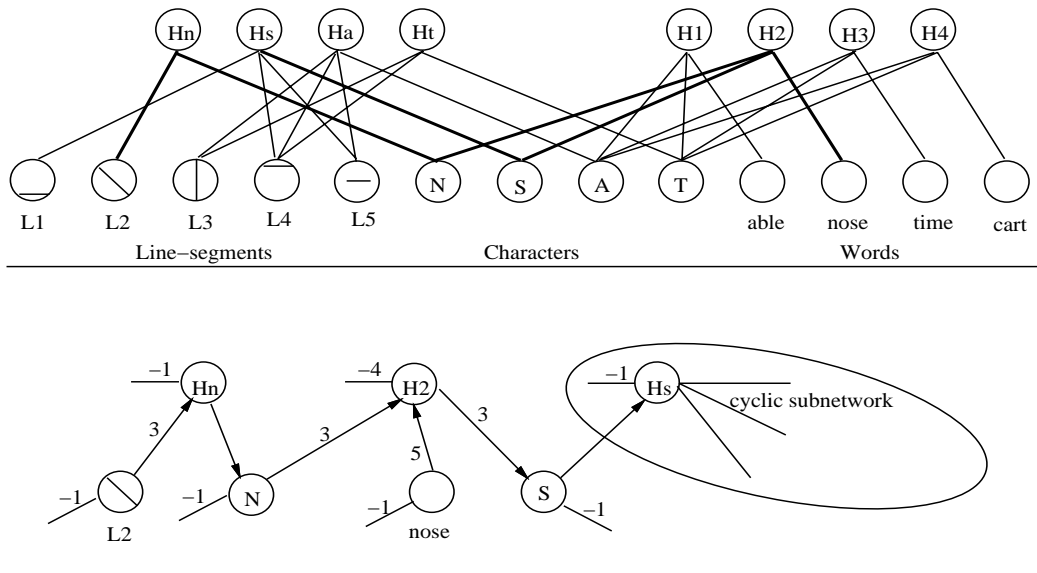 Hn Hs Ha Ht H1 H2 H3 H4
N S A T
L1 L2 L3 L4 L5 able nose time cart
Line−segments Characters Words
−1 Hn −4 H2 −1 Hs
cyclic subnetwork
3 3 5 3
−1 −1 N −1 S −1
L2 nose